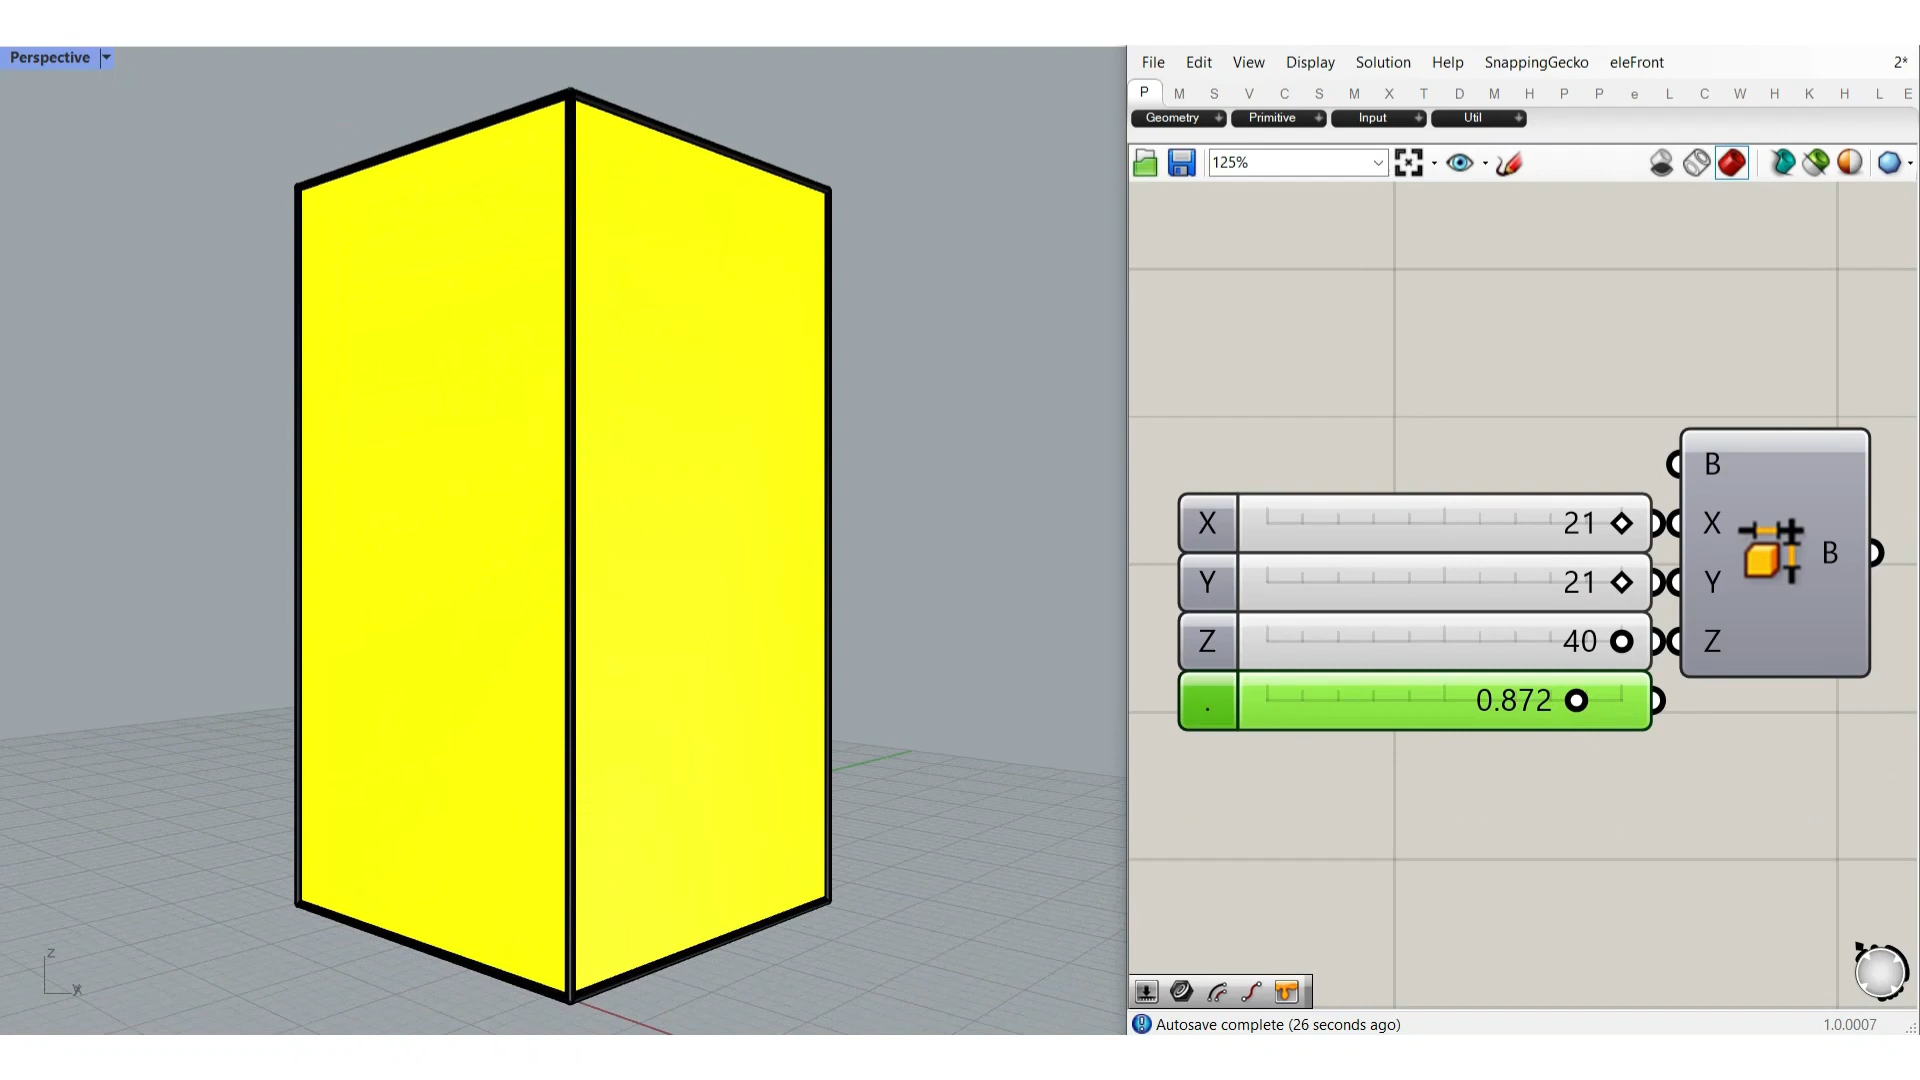 Perspective
File Edit View Display Solution Help SnappingGecko eleFront 2*
P M S V C S M X T D M H P P e L C W H K H L E
Geometry Primitive Input Util
125%
B
X 21 X
B
Y 21 Y
Z 40 Z
. 0.872
z
x
y
Autosave complete (26 seconds ago) 1.0.0007